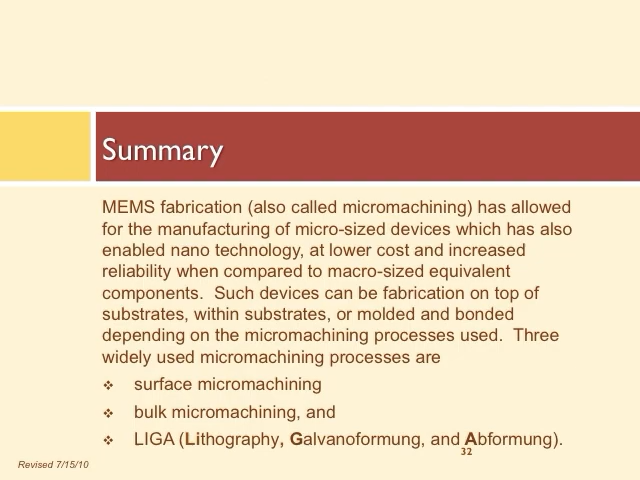 Summary
MEMS fabrication (also called micromachining) has allowed
for the manufacturing of micro-sized devices which has also
enabled nano technology, at lower cost and increased
reliability when compared to macro-sized equivalent
components.  Such devices can be fabrication on top of
substrates, within substrates, or molded and bonded
depending on the micromachining processes used.  Three
widely used micromachining processes are
❖ surface micromachining
❖ bulk micromachining, and
❖ LIGA (Lithography, Galvanoformung, and Abformung).
32
Revised 7/15/10